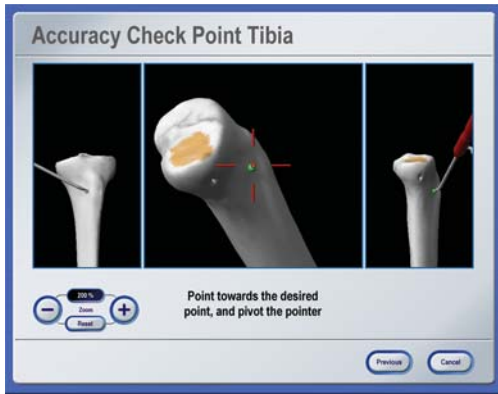 Accuracy Check Point Tibia
200 %
Zoom
Reset
Point towards the desired
point, and pivot the pointer
Previous
Cancel